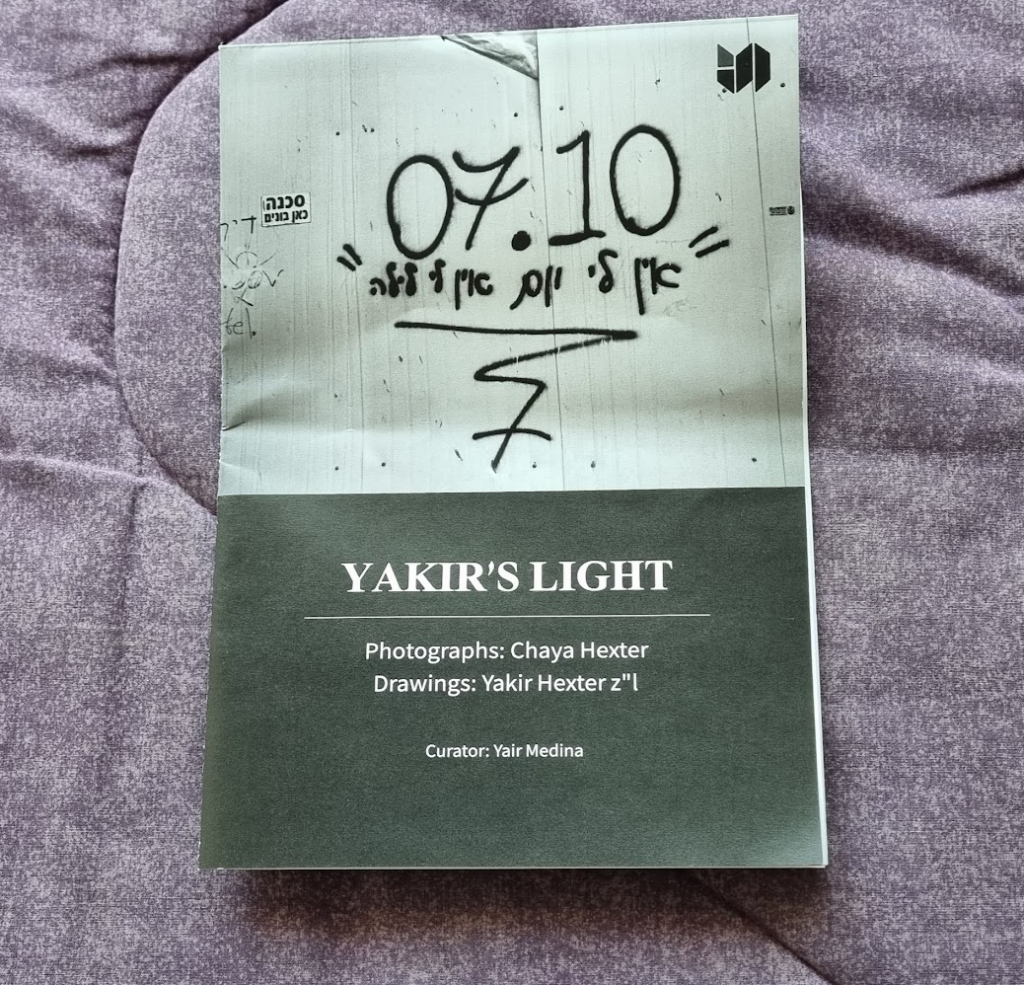 07.10
סכנה
כאן בונים
"אין לי יום אין לי לילה"
tel.
YAKIR'S LIGHT
Photographs: Chaya Hexter
Drawings: Yakir Hexter z"l
Curator: Yair Medina